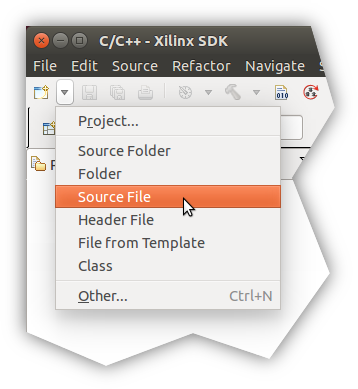 C/C++ - Xilinx SDK
File Edit Source Refactor Navigate
Project...
Source Folder
Folder
Source File
Header File
File from Template
Class
Other... Ctrl+N